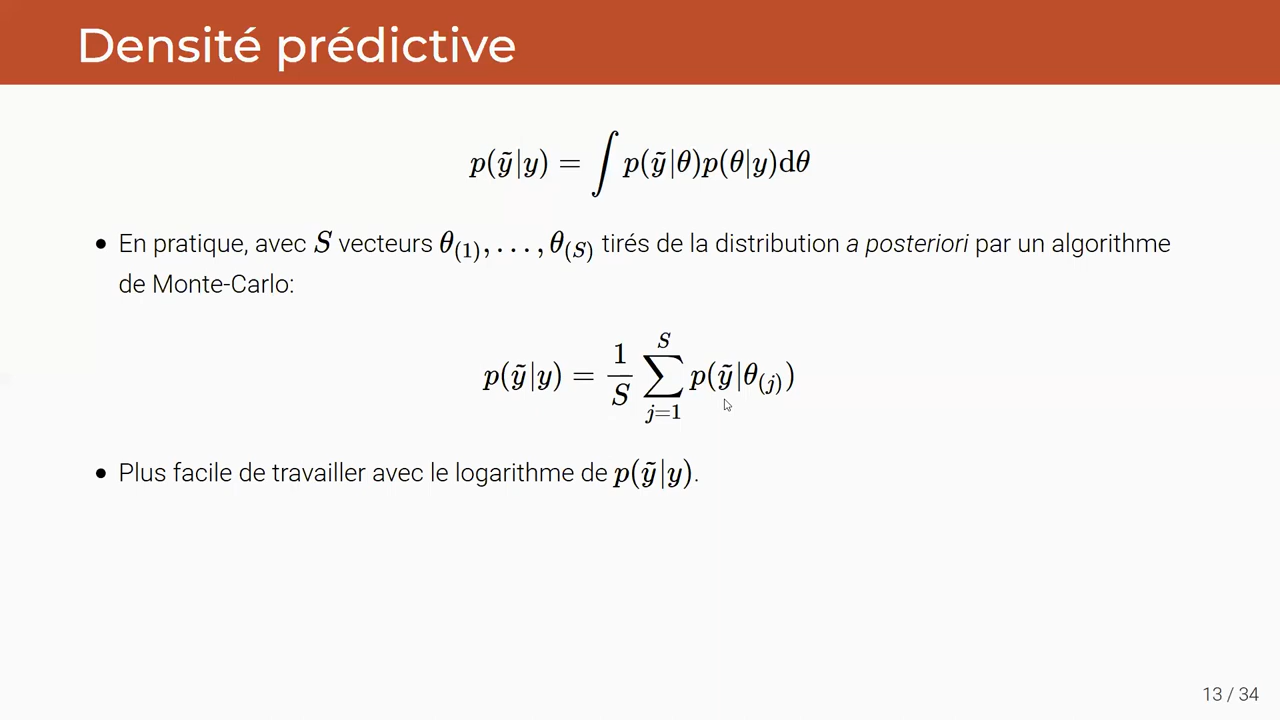 Densité prédictive
p(ỹ|y) = ∫ p(ỹ|θ)p(θ|y)dθ
• En pratique, avec S vecteurs θ₍₁₎, . . . , θ₍S₎ tirés de la distribution a posteriori par un algorithme
de Monte-Carlo:
p(ỹ|y) = 1/S ∑_{j=1}^{S} p(ỹ|θ_{(j)})
• Plus facile de travailler avec le logarithme de p(ỹ|y).
13 / 34